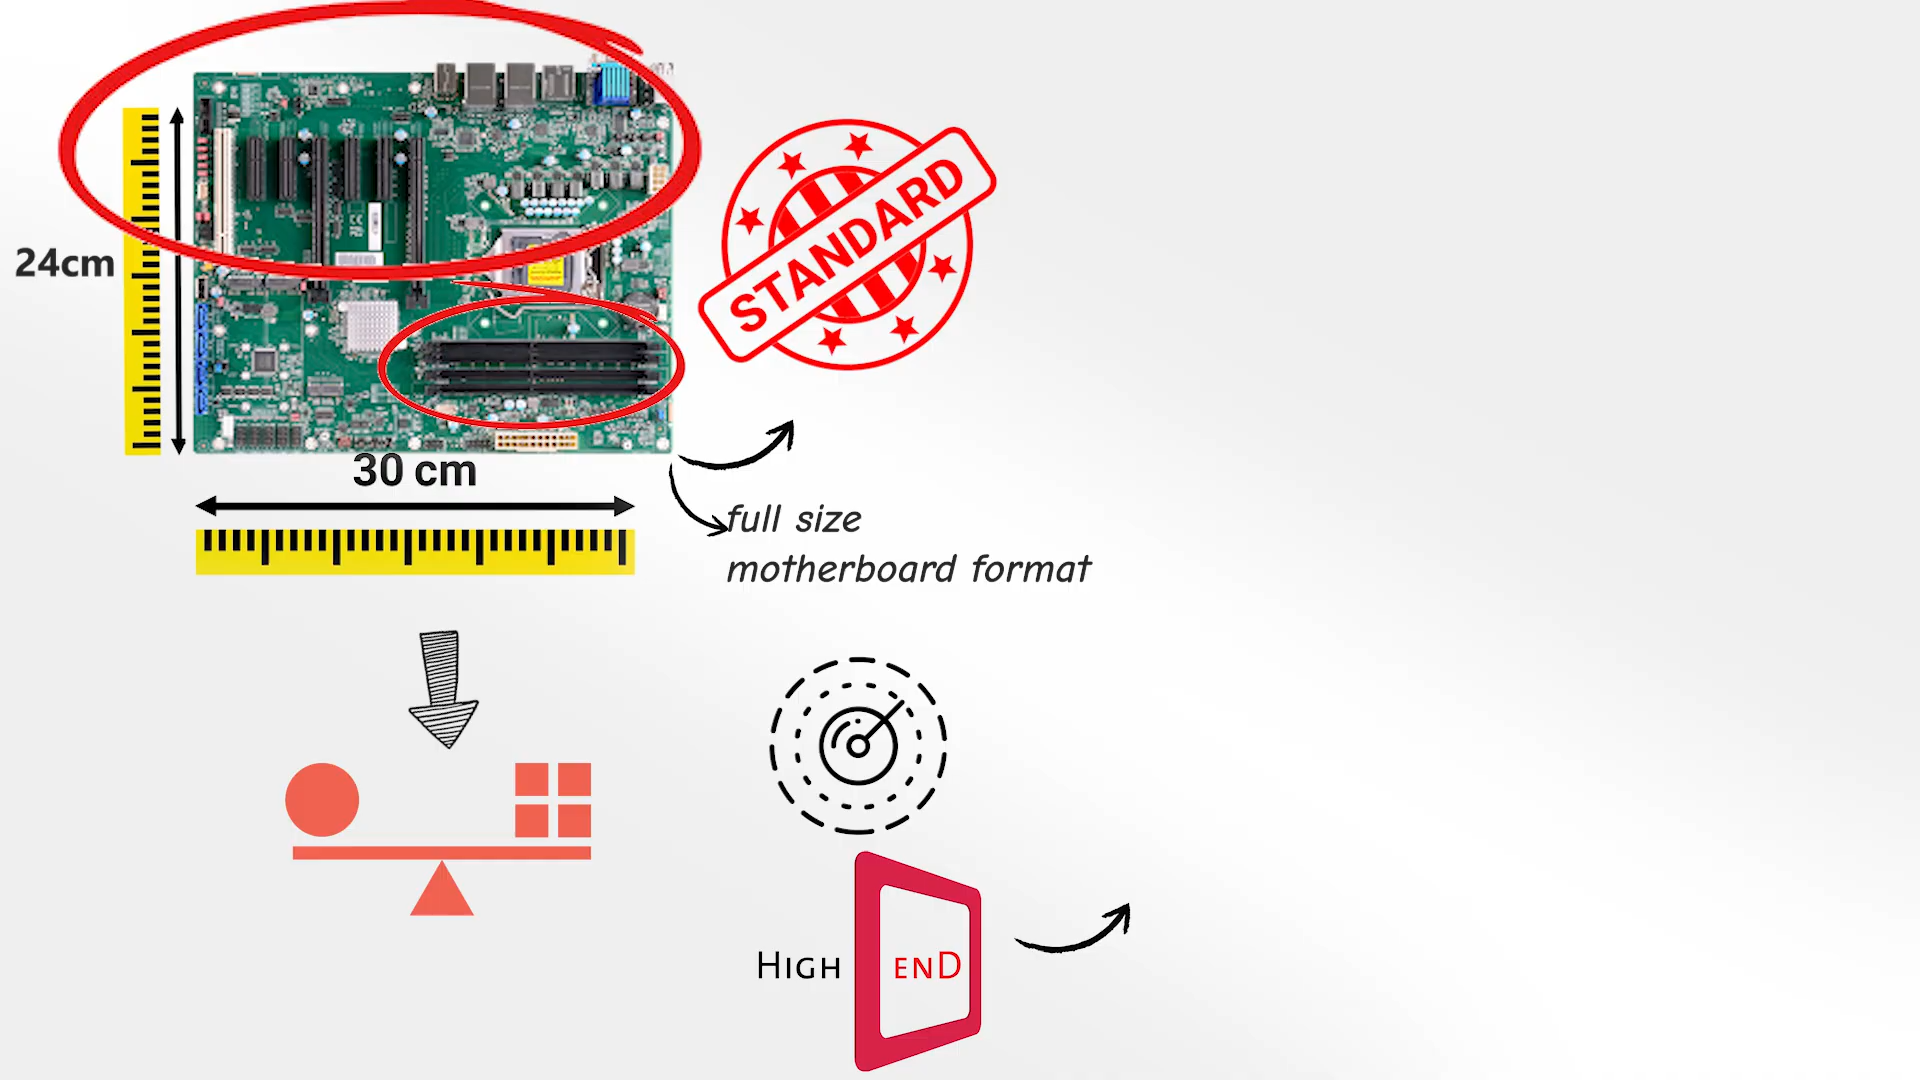 24cm
30 cm
STANDARD
full size
motherboard format
HIGH END